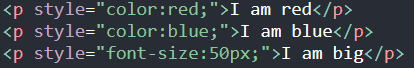 <p style="color:red;">I am red</p>
<p style="color:blue;">I am blue</p>
<p style="font-size:50px;">I am big</p>